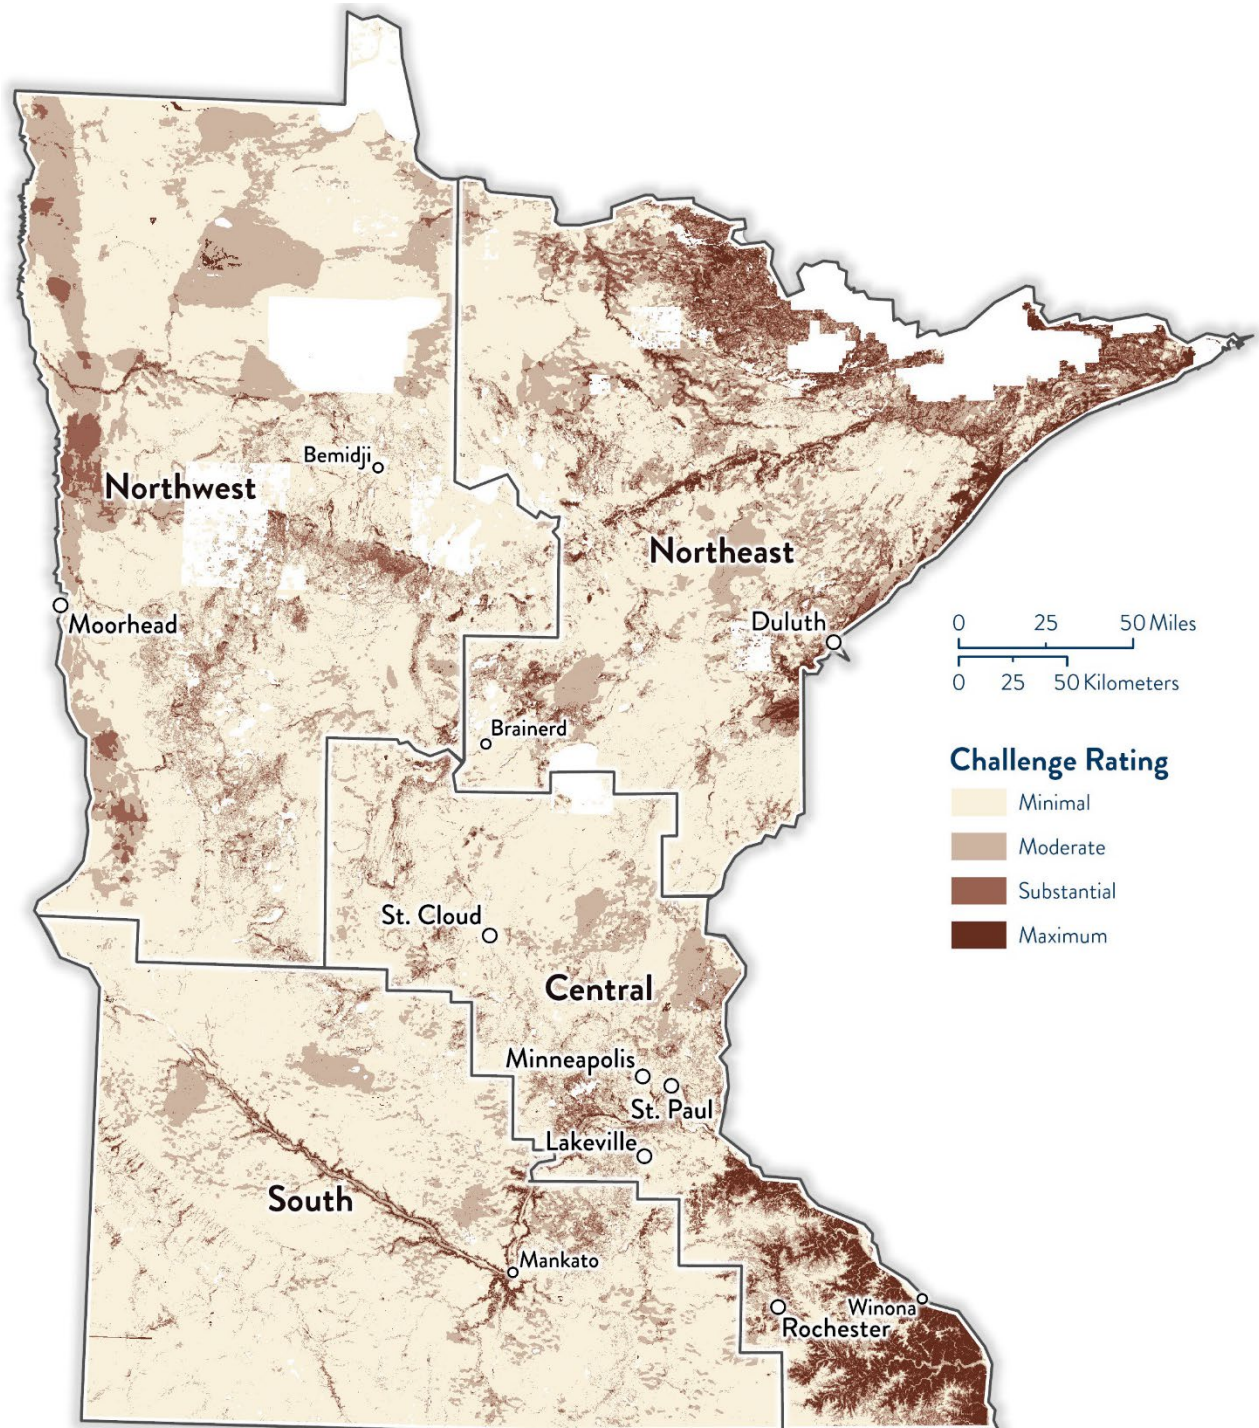 Bemidji
Northwest
Northeast
Moorhead
Duluth
0 25 50 Miles
0 25 50 Kilometers
Brainerd
Challenge Rating
Minimal
Moderate
Substantial
Maximum
St. Cloud
Central
Minneapolis
St. Paul
Lakeville
South
Mankato
Winona
Rochester